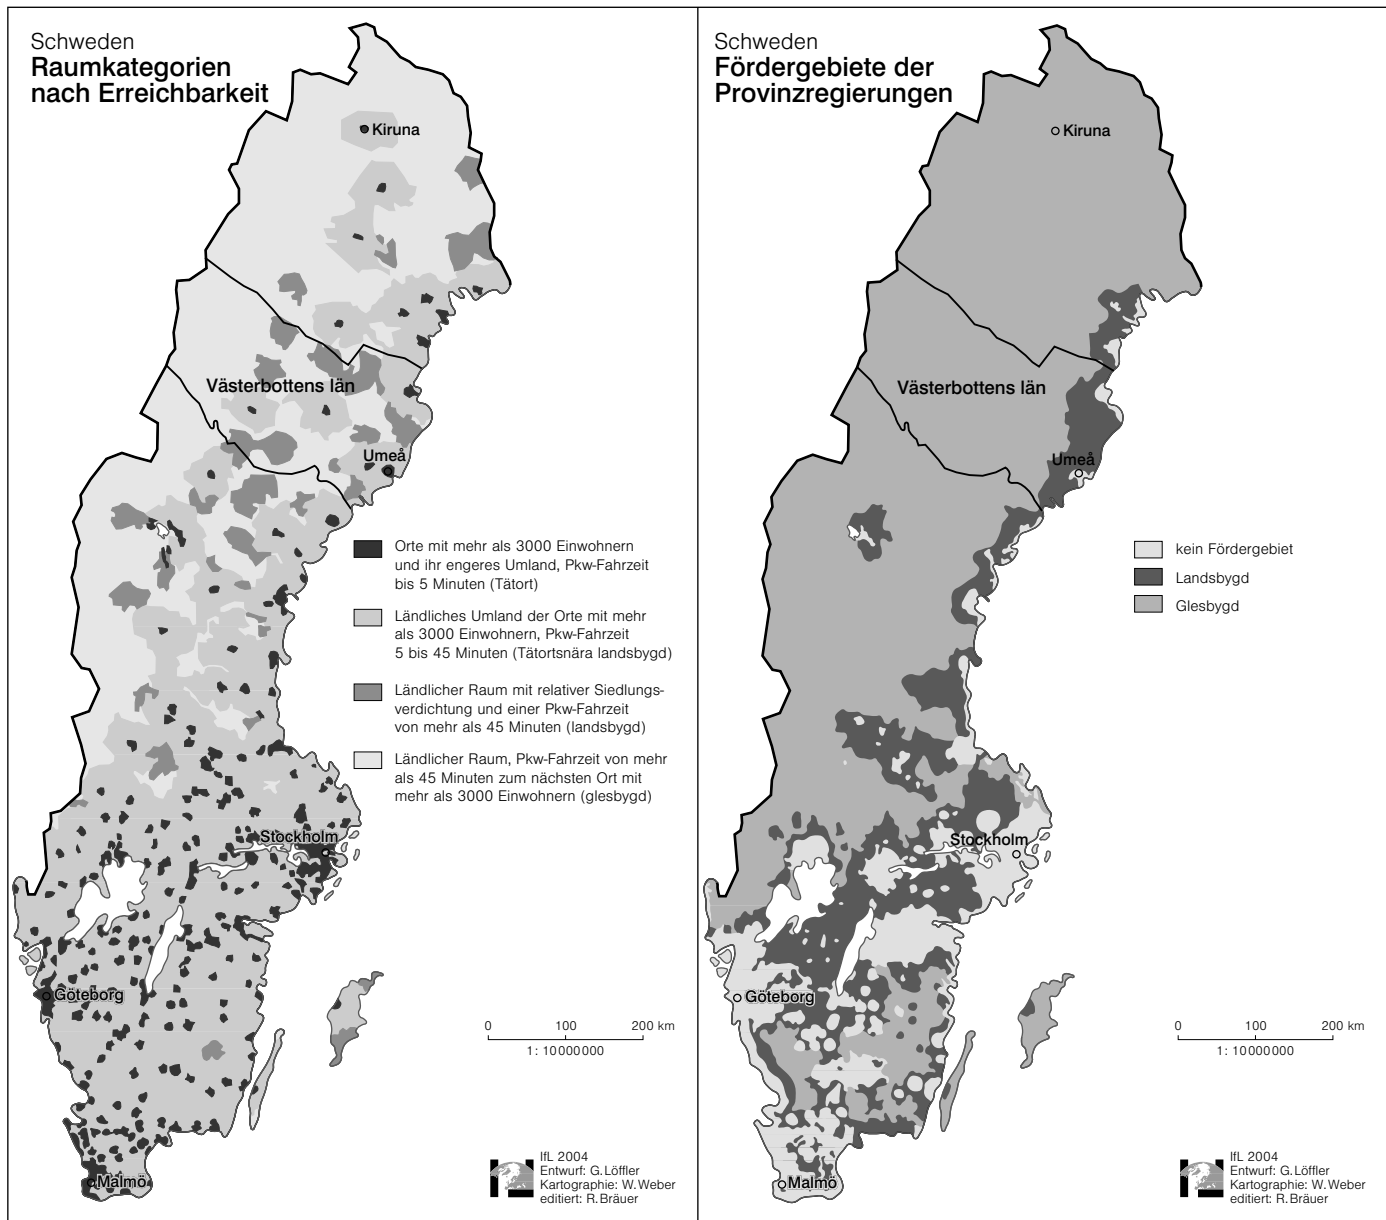 Schweden
Raumkategorien
nach Erreichbarkeit
Kiruna
Västerbottens län
Umeå
Orte mit mehr als 3000 Einwohnern
und ihr engeres Umland, Pkw-Fahrzeit
bis 5 Minuten (Tätort)
Ländliches Umland der Orte mit mehr
als 3000 Einwohnern, Pkw-Fahrzeit
5 bis 45 Minuten (Tätortsnära landsbygd)
Ländlicher Raum mit relativer Siedlungs-
verdichtung und einer Pkw-Fahrzeit
von mehr als 45 Minuten (landsbygd)
Ländlicher Raum, Pkw-Fahrzeit von mehr
als 45 Minuten zum nächsten Ort mit
mehr als 3000 Einwohnern (glesbygd)
Stockholm
Göteborg
Malmö
0 100 200 km
1: 10000000
IfL 2004
Entwurf: G.Löffler
Kartographie: W.Weber
editiert: R.Bräuer
Schweden
Fördergebiete der
Provinzregierungen
Kiruna
Västerbottens län
Umeå
kein Fördergebiet
Landsbygd
Glesbygd
Stockholm
Göteborg
Malmö
0 100 200 km
1: 10000000
IfL 2004
Entwurf: G.Löffler
Kartographie: W.Weber
editiert: R.Bräuer